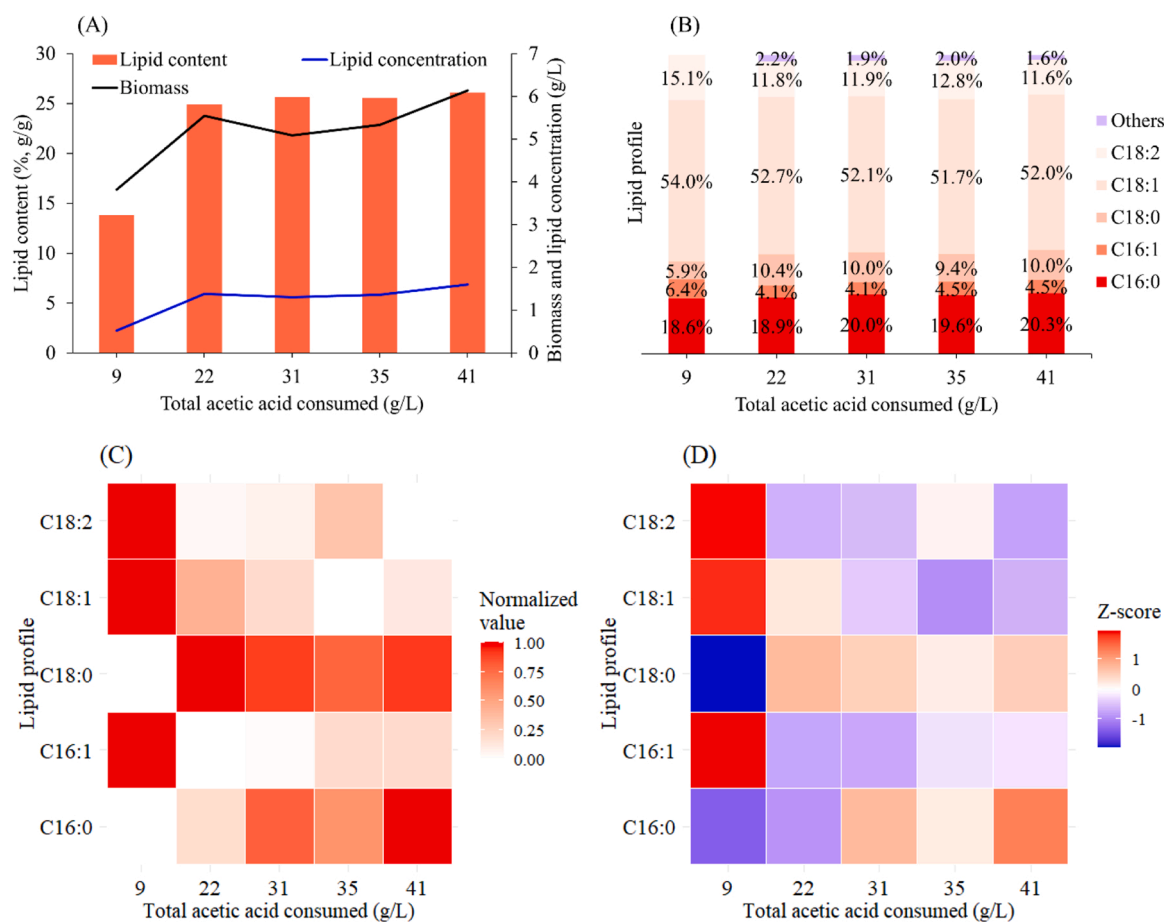 (A)
30
25
20
15
10
5
0
Lipid content (%, g/g)
Lipid content
Lipid concentration
Biomass
7
6
5
4
3
2
1
0
Biomass and lipid concentration (g/L)
9 22 31 35 41
Total acetic acid consumed (g/L)
(B)
Lipid profile
2.2% 1.9% 2.0% 1.6%
15.1% 11.8% 11.9% 12.8% 11.6%
54.0% 52.7% 52.1% 51.7% 52.0%
5.9% 10.4% 10.0% 9.4% 10.0%
6.4% 4.1% 4.1% 4.5% 4.5%
18.6% 18.9% 20.0% 19.6% 20.3%
9 22 31 35 41
Total acetic acid consumed (g/L)
Others
C18:2
C18:1
C18:0
C16:1
C16:0
(C)
Lipid profile
C18:2
C18:1
C18:0
C16:1
C16:0
9 22 31 35 41
Total acetic acid consumed (g/L)
Normalized
value
1.00
0.75
0.50
0.25
0.00
(D)
Lipid profile
C18:2
C18:1
C18:0
C16:1
C16:0
9 22 31 35 41
Total acetic acid consumed (g/L)
Z-score
1
0
-1